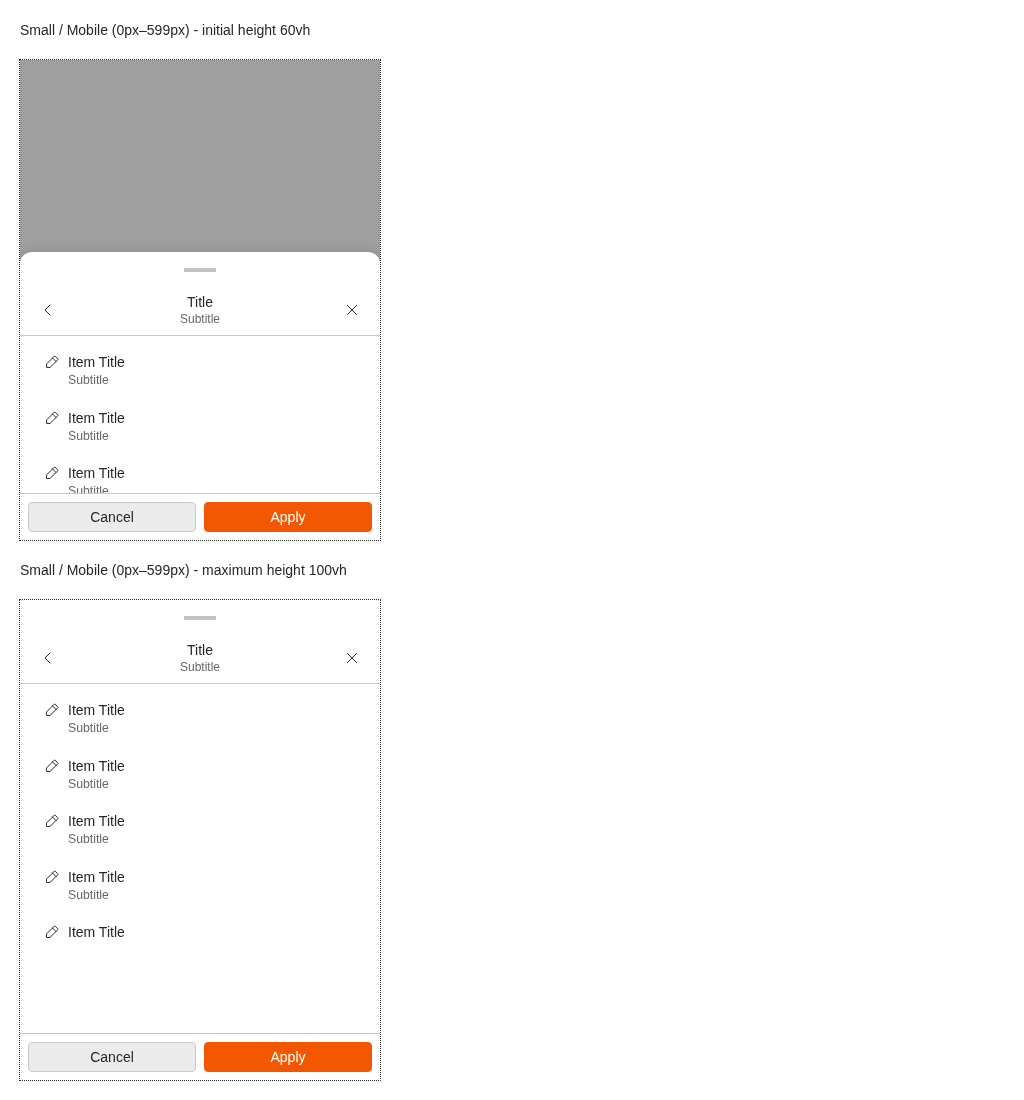 Small / Mobile (0px–599px) - initial height 60vh
Title
Subtitle
Item Title
Subtitle
Item Title
Subtitle
Item Title
Subtitle
Cancel Apply
Small / Mobile (0px–599px) - maximum height 100vh
Title
Subtitle
Item Title
Subtitle
Item Title
Subtitle
Item Title
Subtitle
Item Title
Subtitle
Item Title
Cancel Apply